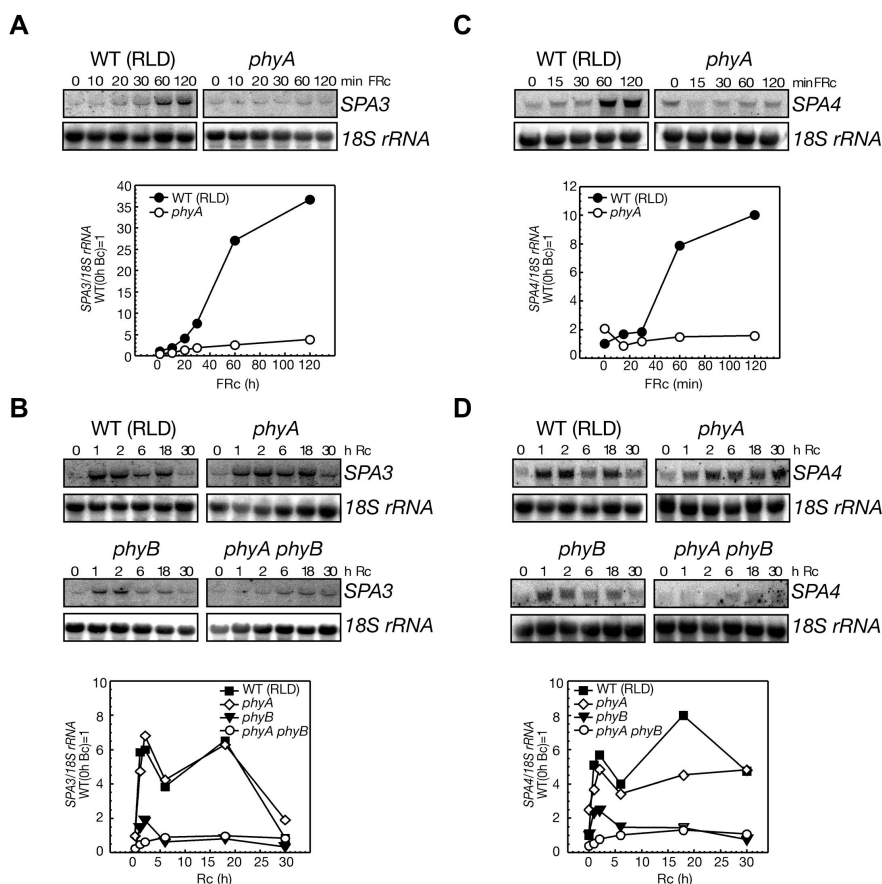 A
WT (RLD) phyA
0 10 20 30 60 120 0 10 20 30 60 120 min FRc
SPA3
18S rRNA
SPA3/18S rRNA
WT(0h Bc)=1
40
35
30
25
20
15
10
5
0
WT (RLD)
phyA
0 20 40 60 80 100 120
FRc (h)
B
WT (RLD) phyA
0 1 2 6 18 30 0 1 2 6 18 30 h Rc
SPA3
18S rRNA
phyB phyA phyB
0 1 2 6 18 30 0 1 2 6 18 30 h Rc
SPA3
18S rRNA
SPA3/18S rRNA
WT(0h Bc)=1
10
8
6
4
2
0
WT (RLD)
phyA
phyB
phyA phyB
0 5 10 15 20 25 30
Rc (h)
C
WT (RLD) phyA
0 15 30 60 120 0 15 30 60 120 minFRc
SPA4
18S rRNA
SPA4/18S rRNA
WT(0h Bc)=1
12
10
8
6
4
2
0
WT (RLD)
phyA
0 20 40 60 80 100 120
FRc (min)
D
WT (RLD) phyA
0 1 2 6 18 30 0 1 2 6 18 30 h Rc
SPA4
18S rRNA
phyB phyA phyB
0 1 2 6 18 30 0 1 2 6 18 30 h Rc
SPA4
18S rRNA
SPA4/18S rRNA
WT(0h Bc)=1
10
8
6
4
2
0
WT (RLD)
phyA
phyB
phyA phyB
0 5 10 15 20 25 30
Rc (h)